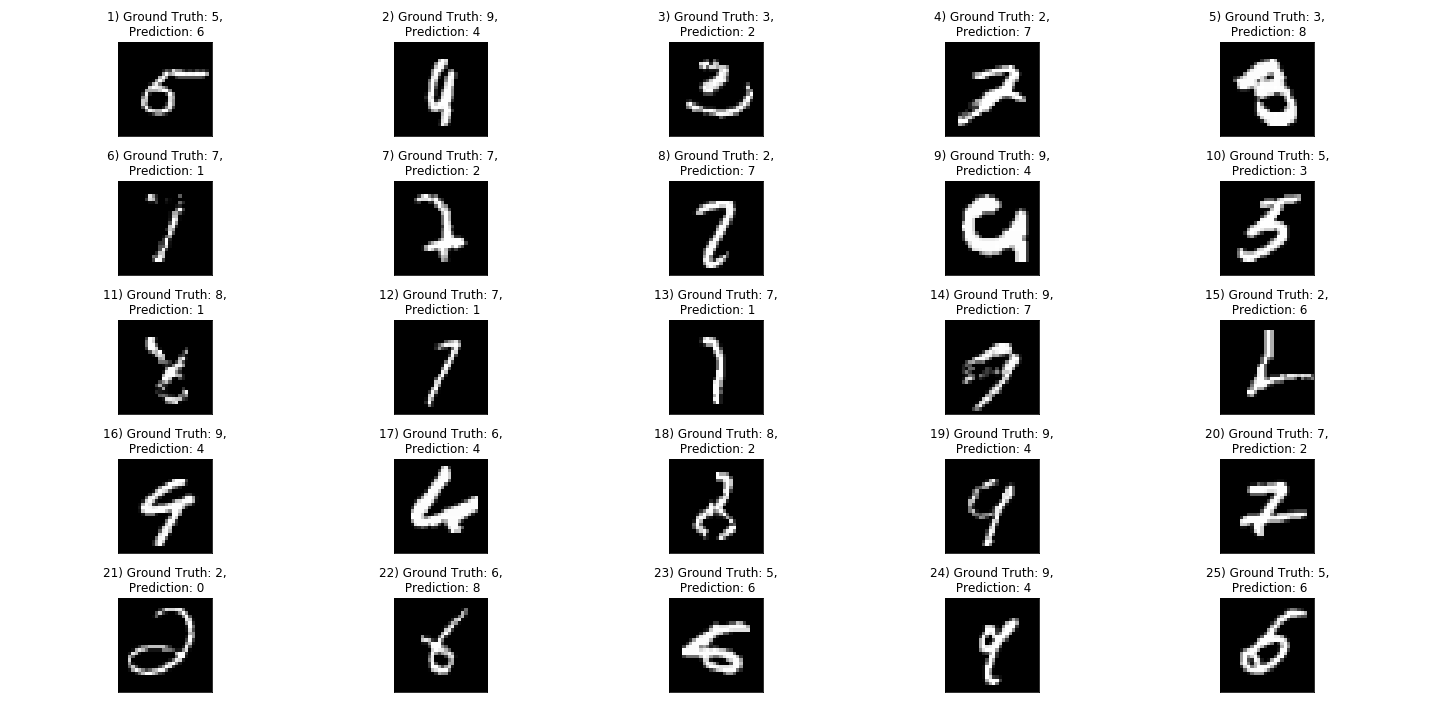 1) Ground Truth: 5,
Prediction: 6
2) Ground Truth: 9,
Prediction: 4
3) Ground Truth: 3,
Prediction: 2
4) Ground Truth: 2,
Prediction: 7
5) Ground Truth: 3,
Prediction: 8
6) Ground Truth: 7,
Prediction: 1
7) Ground Truth: 7,
Prediction: 2
8) Ground Truth: 2,
Prediction: 7
9) Ground Truth: 9,
Prediction: 4
10) Ground Truth: 5,
Prediction: 3
11) Ground Truth: 8,
Prediction: 1
12) Ground Truth: 7,
Prediction: 1
13) Ground Truth: 7,
Prediction: 1
14) Ground Truth: 9,
Prediction: 7
15) Ground Truth: 2,
Prediction: 6
16) Ground Truth: 9,
Prediction: 4
17) Ground Truth: 6,
Prediction: 4
18) Ground Truth: 8,
Prediction: 2
19) Ground Truth: 9,
Prediction: 4
20) Ground Truth: 7,
Prediction: 2
21) Ground Truth: 2,
Prediction: 0
22) Ground Truth: 6,
Prediction: 8
23) Ground Truth: 5,
Prediction: 6
24) Ground Truth: 9,
Prediction: 4
25) Ground Truth: 5,
Prediction: 6